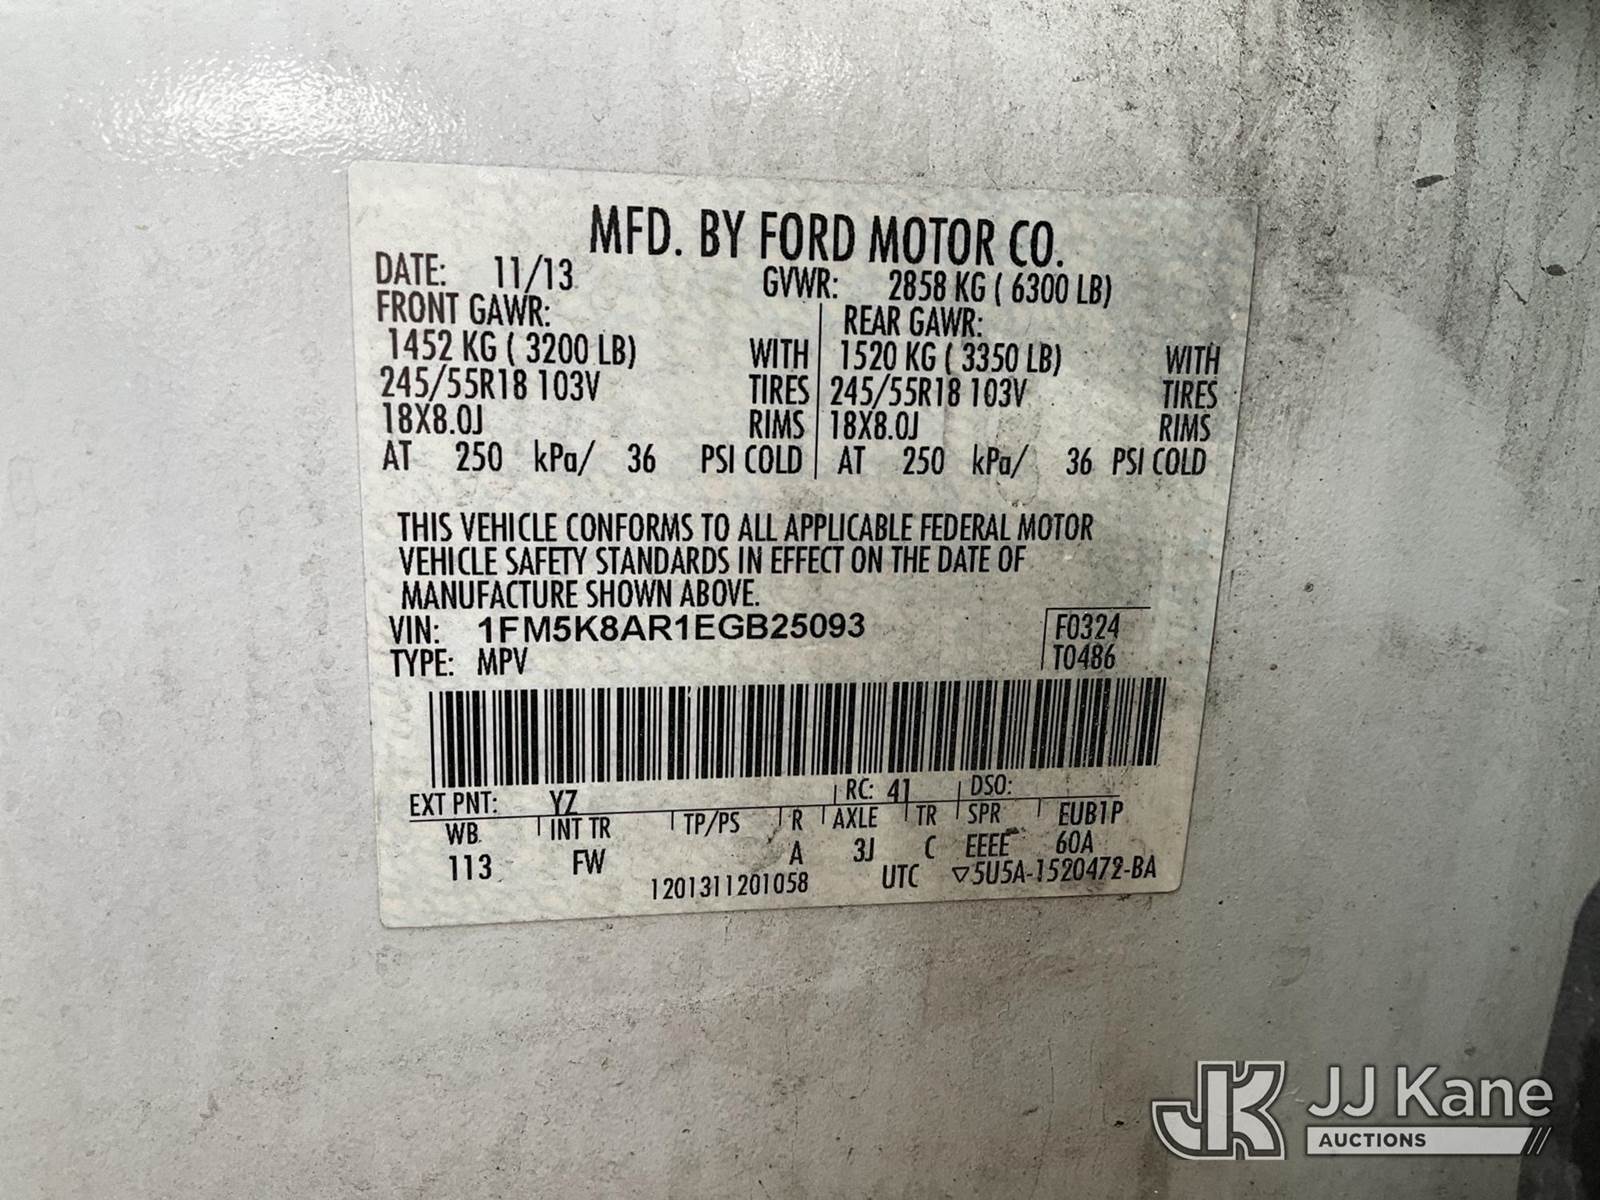 MFD. BY FORD MOTOR CO.
DATE: 11/13 GVWR: 2858 KG ( 6300 LB)
FRONT GAWR: REAR GAWR:
1452 KG ( 3200 LB) WITH 1520 KG ( 3350 LB) WITH
245/55R18 103V TIRES 245/55R18 103V TIRES
18X8.0J RIMS 18X8.0J RIMS
AT 250 kPa/ 36 PSI COLD AT 250 kPa/ 36 PSI COLD
THIS VEHICLE CONFORMS TO ALL APPLICABLE FEDERAL MOTOR
VEHICLE SAFETY STANDARDS IN EFFECT ON THE DATE OF
MANUFACTURE SHOWN ABOVE.
VIN: 1FM5K8AR1EGB25093 F0324
TYPE: MPV T0486
EXT PNT: YZ RC: 41 DSO:
WB INT TR TP/PS R AXLE TR SPR EUB1P
113 FW A 3J C EEEE 60A
1201311201058 UTC ▽5U5A-1520472-BA
JK JJ Kane
AUCTIONS